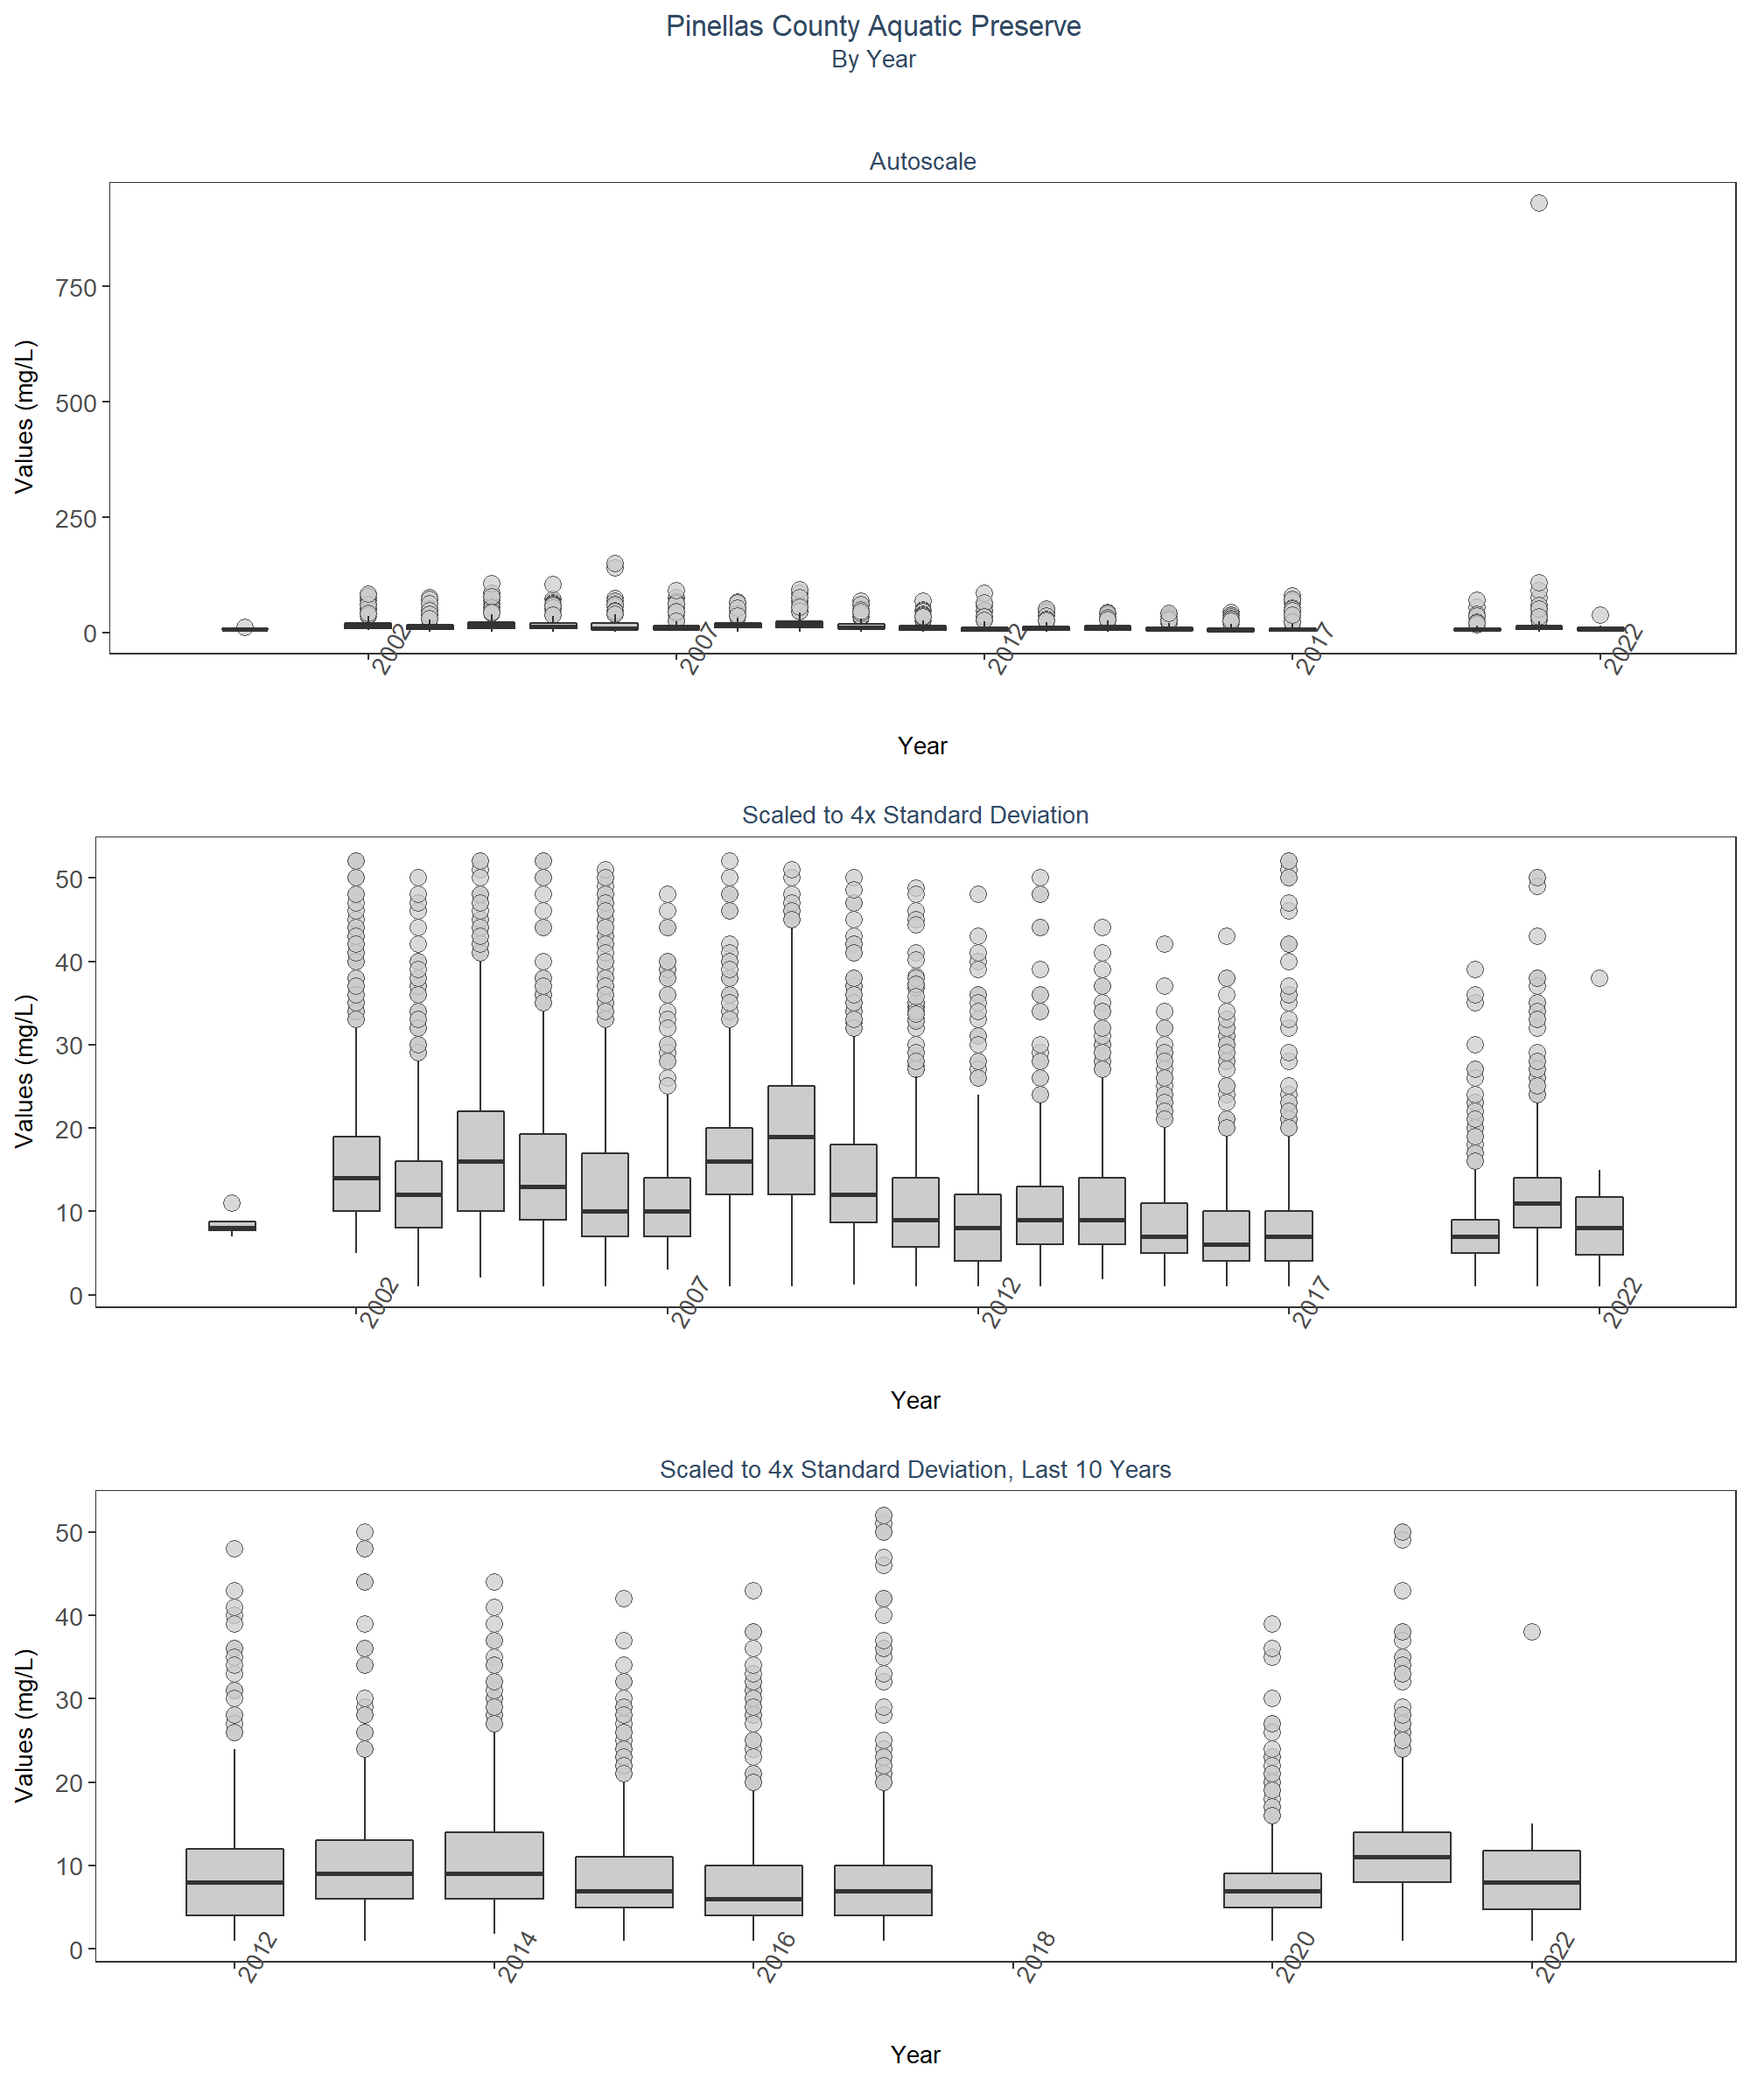 Pinellas County Aquatic Preserve
By Year
Autoscale
Values (mg/L)
750
500
250
0
2002
2007
2012
2017
2022
Year
Scaled to 4x Standard Deviation
Values (mg/L)
50
40
30
20
10
0
2002
2007
2012
2017
2022
Year
Scaled to 4x Standard Deviation, Last 10 Years
Values (mg/L)
50
40
30
20
10
0
2012
2014
2016
2018
2020
2022
Year